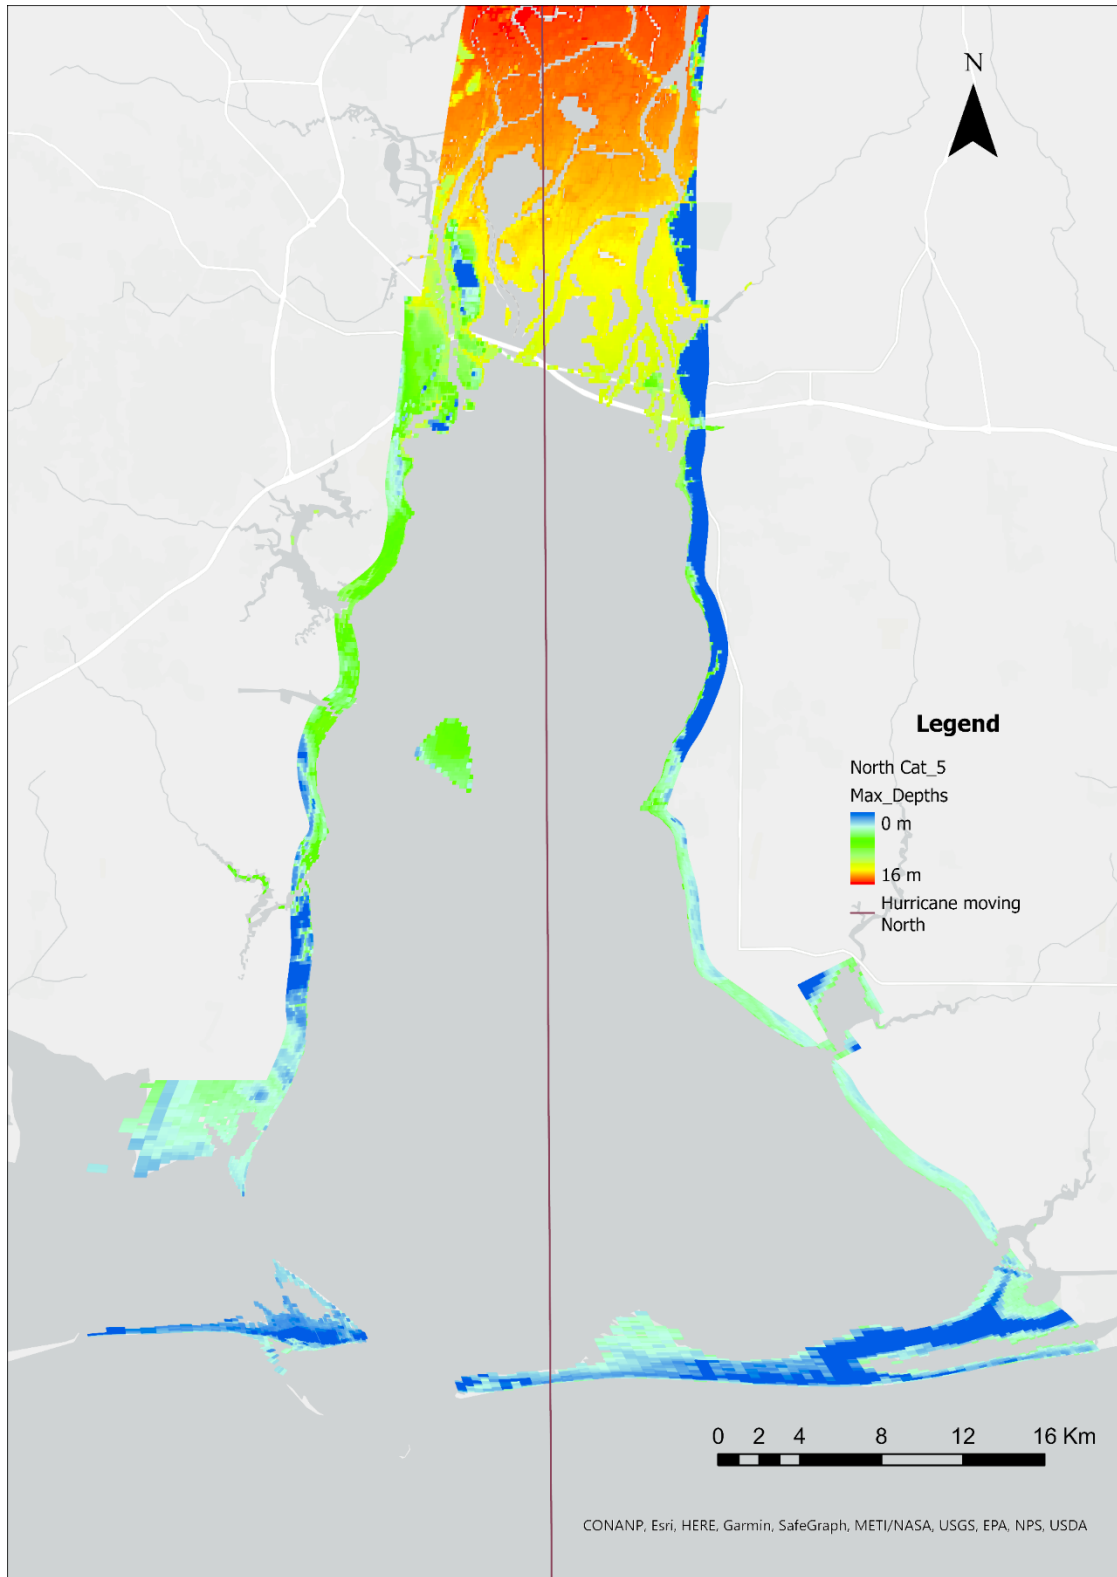 N
Legend
North Cat_5
Max_Depths
0 m
16 m
Hurricane moving
North
0 2 4 8 12 16 Km
CONANP, Esri, HERE, Garmin, SafeGraph, METI/NASA, USGS, EPA, NPS, USDA